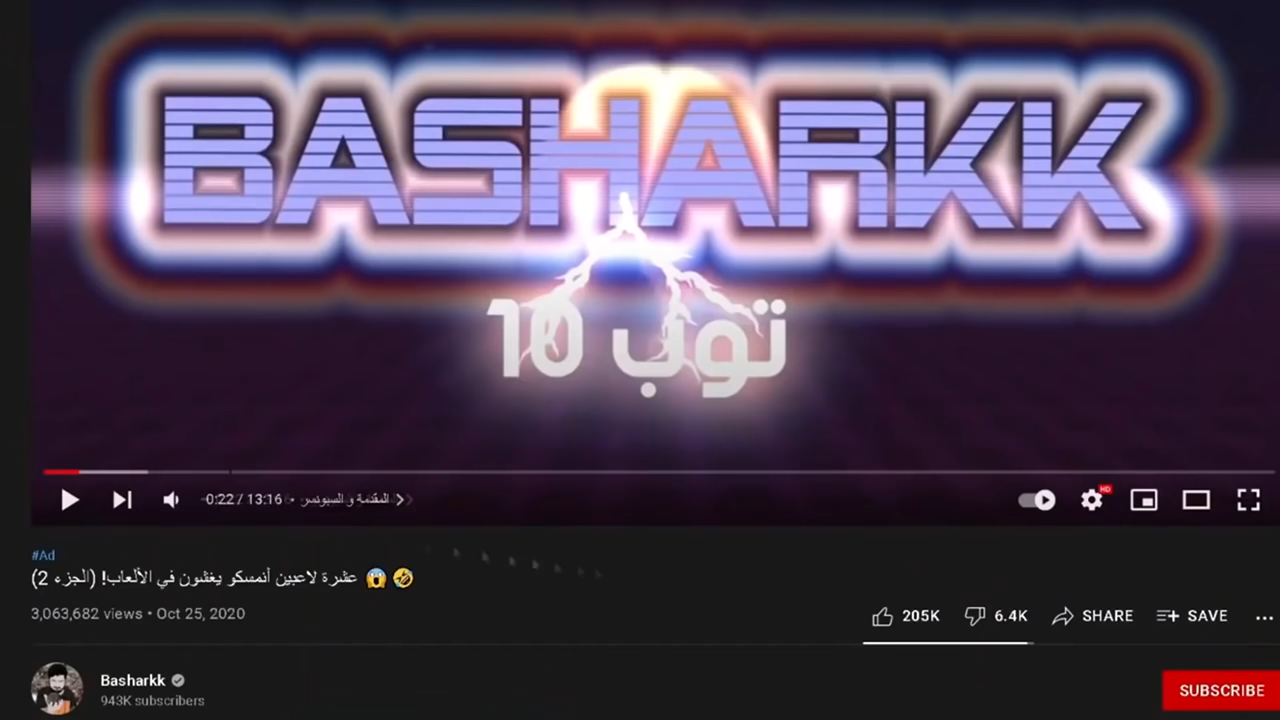 BASHARKK
توب 10
0:22 / 13:16 • المقدمة و السبونسر
HD
#Ad
عشرة لاعبين أنمسكو يغشون في الألعاب! (الجزء 2)
3,063,682 views • Oct 25, 2020
205K 6.4K SHARE SAVE
Basharkk
943K subscribers
SUBSCRIBE